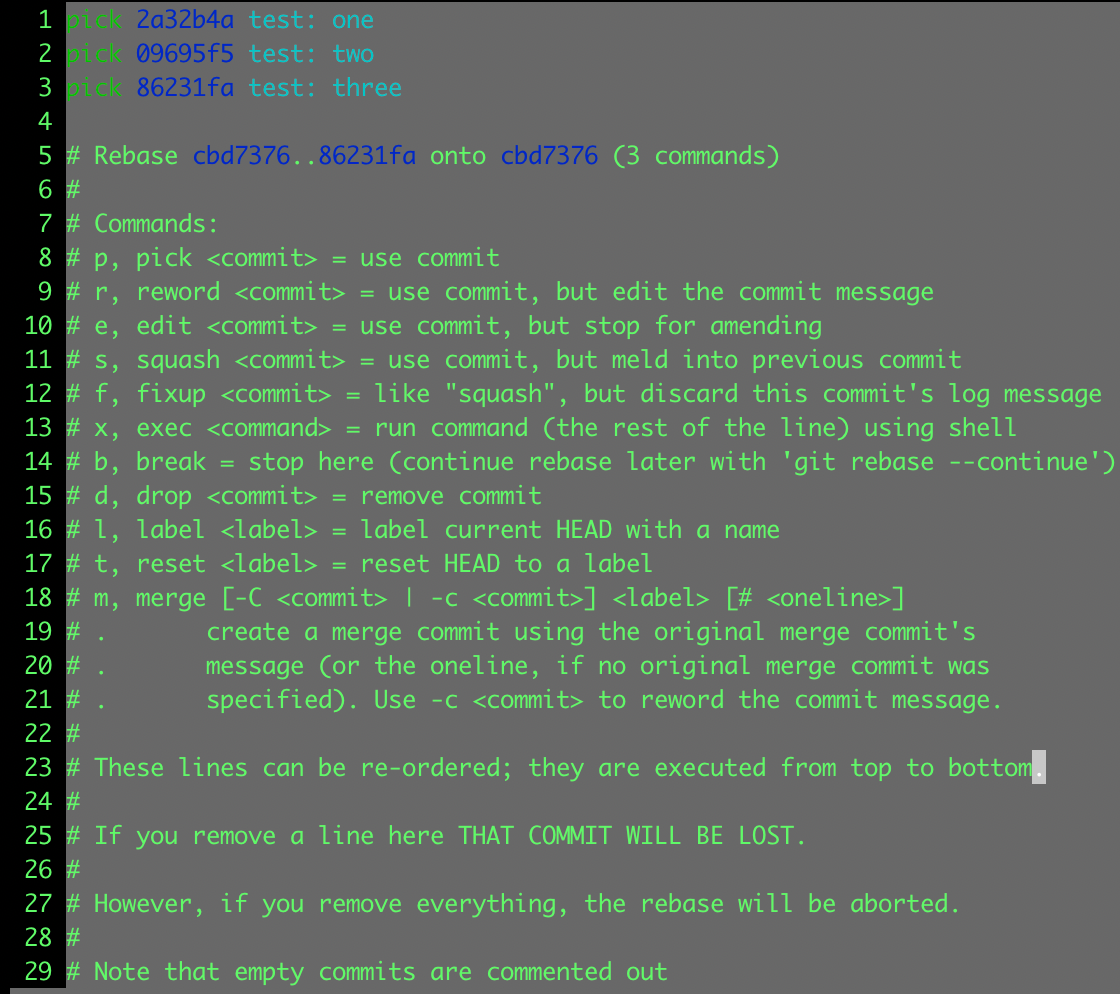 1 pick 2a32b4a test: one
2 pick 09695f5 test: two
3 pick 86231fa test: three
4
5 # Rebase cbd7376..86231fa onto cbd7376 (3 commands)
6 #
7 # Commands:
8 # p, pick <commit> = use commit
9 # r, reword <commit> = use commit, but edit the commit message
10 # e, edit <commit> = use commit, but stop for amending
11 # s, squash <commit> = use commit, but meld into previous commit
12 # f, fixup <commit> = like "squash", but discard this commit's log message
13 # x, exec <command> = run command (the rest of the line) using shell
14 # b, break = stop here (continue rebase later with 'git rebase --continue')
15 # d, drop <commit> = remove commit
16 # l, label <label> = label current HEAD with a name
17 # t, reset <label> = reset HEAD to a label
18 # m, merge [-C <commit> | -c <commit>] <label> [# <oneline>]
19 # .       create a merge commit using the original merge commit's
20 # .       message (or the oneline, if no original merge commit was
21 # .       specified). Use -c <commit> to reword the commit message.
22 #
23 # These lines can be re-ordered; they are executed from top to bottom.
24 #
25 # If you remove a line here THAT COMMIT WILL BE LOST.
26 #
27 # However, if you remove everything, the rebase will be aborted.
28 #
29 # Note that empty commits are commented out